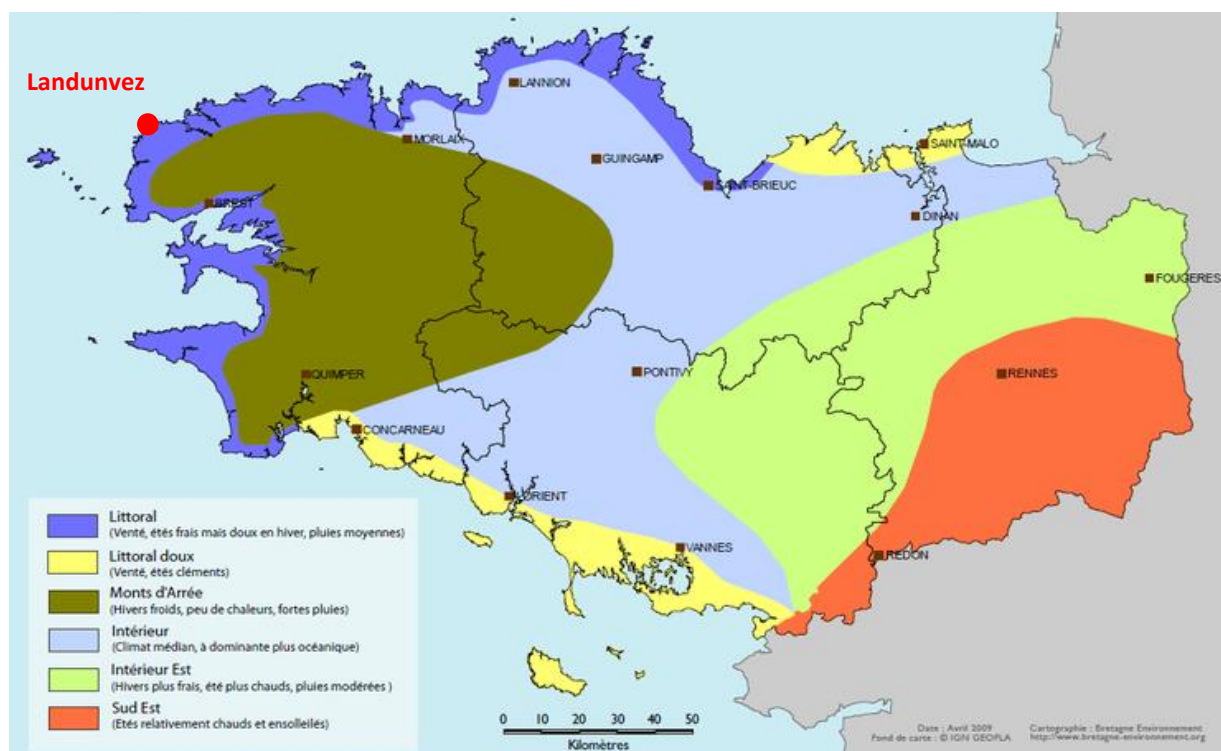 Landunvez
LANNION
MORLAIX
SAINT-MALO
GUINGAMP
SAINT-BRIEUC
BREST
DINAN
FOUGERES
QUIMPER
PONTIVY
RENNES
CONCARNEAU
LORIENT
VANNES
REDON
Littoral
(Venté, étés frais mais doux en hiver, pluies moyennes)
Littoral doux
(Venté, étés cléments)
Monts d'Arrée
(Hivers froids, peu de chaleurs, fortes pluies)
Intérieur
(Climat médian, à dominante plus océanique)
Intérieur Est
(Hivers plus frais, été plus chauds, pluies modérées )
Sud Est
(Etés relativement chauds et ensolleilés)
0 10 20 30 40 50
Kilomètres
Date : Avril 2009
Fond de carte : © IGN GEOPLA
Cartographie : Bretagne Environnement
http://www.bretagne-environnement.org